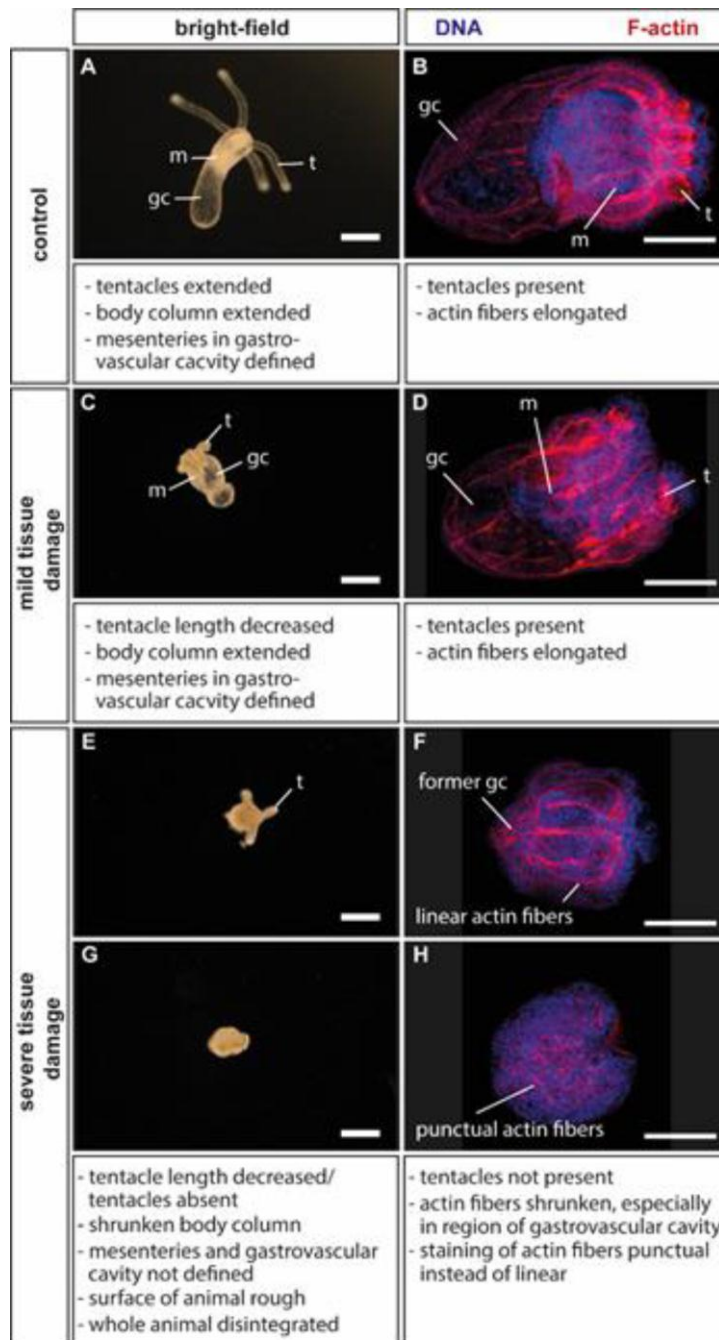 bright-field
DNA
F-actin
control
A
m
t
gc
B
gc
m
t
- tentacles extended
- body column extended
- mesenteries in gastro-
vascular cacvity defined
- tentacles present
- actin fibers elongated
mild tissue
damage
C
t
gc
m
D
m
gc
t
- tentacle length decreased
- body column extended
- mesenteries in gastro-
vascular cacvity defined
- tentacles present
- actin fibers elongated
severe tissue
damage
E
t
F
former gc
linear actin fibers
G
H
punctual actin fibers
- tentacle length decreased/
tentacles absent
- shrunken body column
- mesenteries and gastrovascular
cavity not defined
- surface of animal rough
- whole animal disintegrated
- tentacles not present
- actin fibers shrunken, especially
in region of gastrovascular cavity
- staining of actin fibers punctual
instead of linear